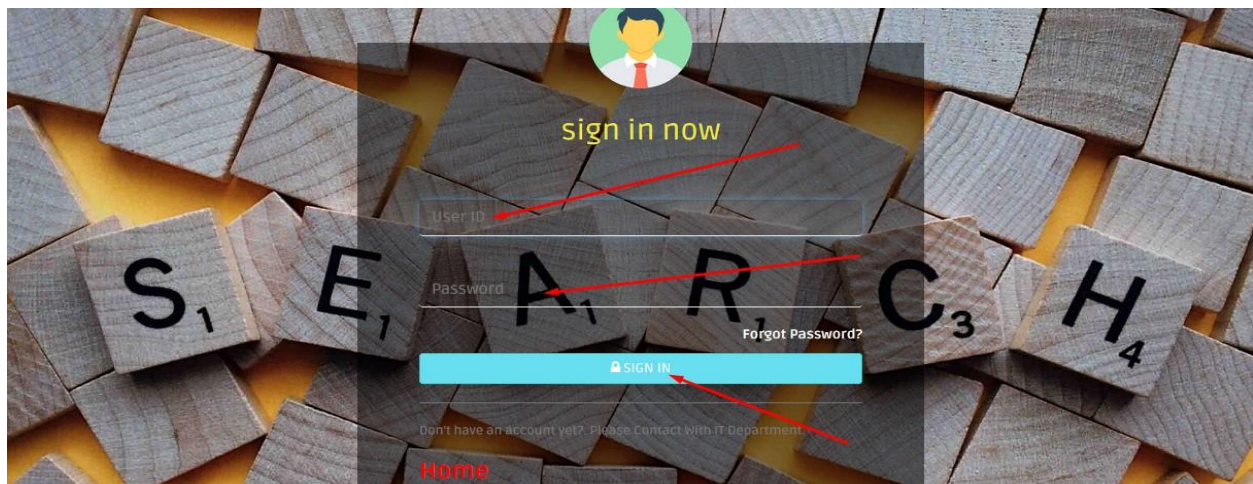 sign in now
User ID
S1 E1 A1 R1 C3 H4
Password
Forgot Password?
SIGN IN
Don't have an account yet?. Please Contact With IT Department.
Home